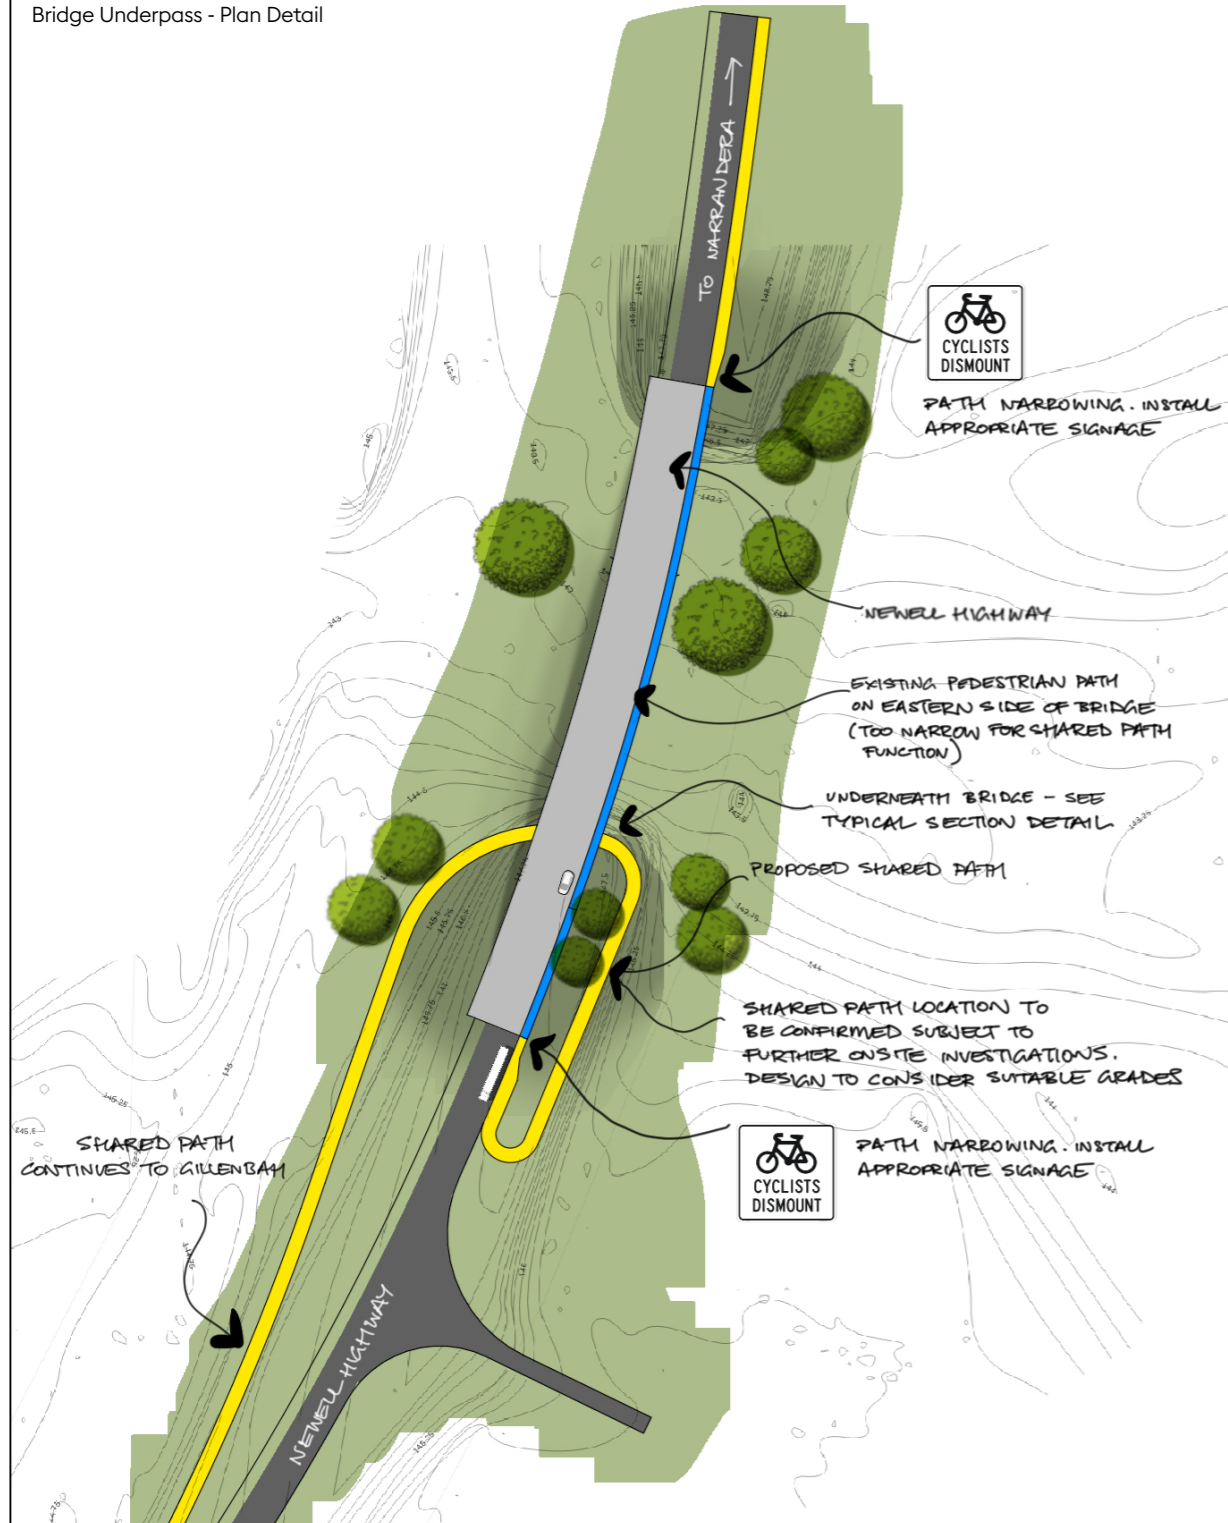 Bridge Underpass - Plan Detail
TO NARRANDERA
CYCLISTS
DISMOUNT
PATH NARROWING. INSTALL
APPROPRIATE SIGNAGE
NEWELL HIGHWAY
EXISTING PEDESTRIAN PATH
ON EASTERN SIDE OF BRIDGE
(TOO NARROW FOR SHARED PATH
FUNCTION)
UNDERNEATH BRIDGE - SEE
TYPICAL SECTION DETAIL
PROPOSED SHARED PATH
SHARED PATH LOCATION TO
BE CONFIRMED SUBJECT TO
FURTHER ONSITE INVESTIGATIONS.
DESIGN TO CONSIDER SUITABLE GRADES
CYCLISTS
DISMOUNT
PATH NARROWING. INSTALL
APPROPRIATE SIGNAGE
SHARED PATH
CONTINUES TO GILLENBAH
NEWELL HIGHWAY